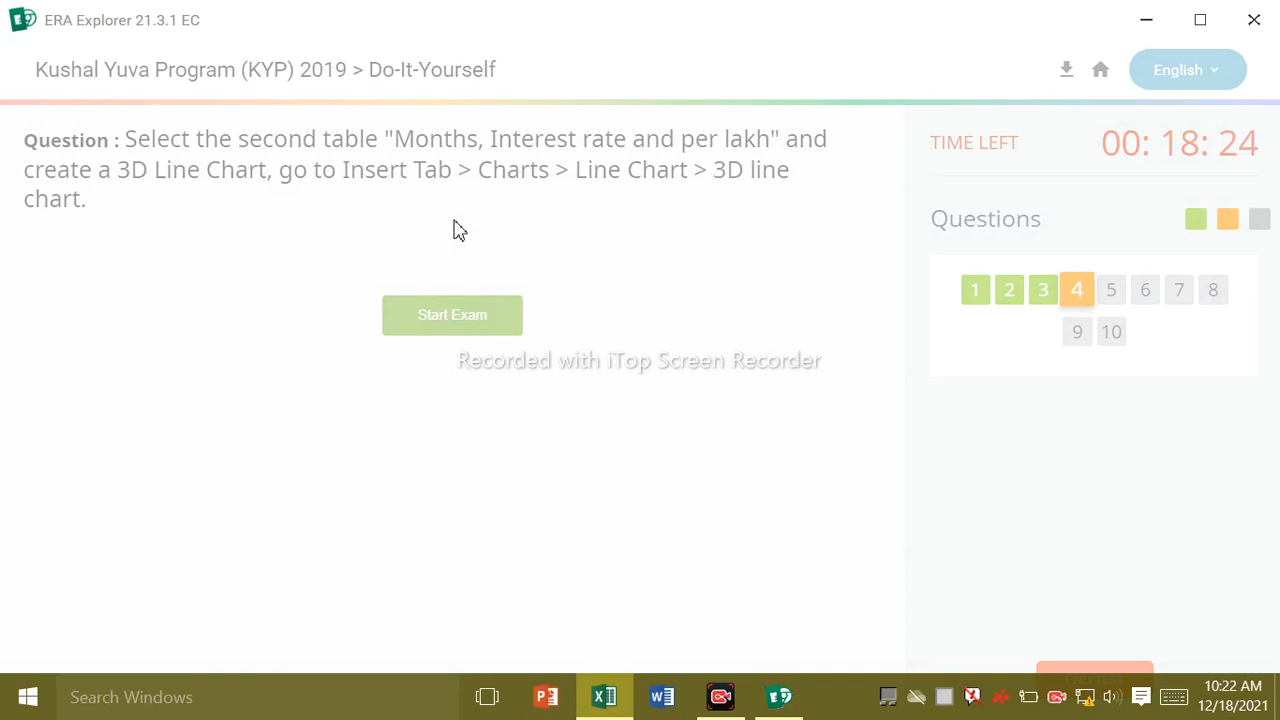 ERA Explorer 21.3.1 EC
Kushal Yuva Program (KYP) 2019 > Do-It-Yourself
English
Question : Select the second table "Months, Interest rate and per lakh" and
create a 3D Line Chart, go to Insert Tab > Charts > Line Chart > 3D line
chart.
TIME LEFT
00: 18: 24
Questions
1 2 3 4 5 6 7 8
9 10
Start Exam
Recorded with iTop Screen Recorder
Search Windows
10:22 AM
12/18/2021